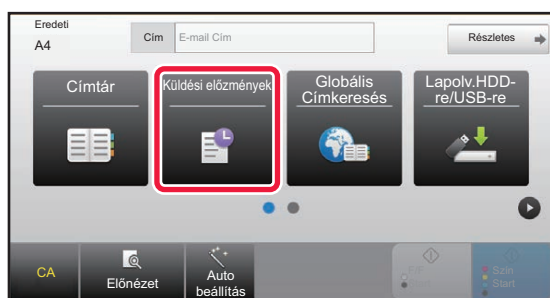 Eredeti
A4
Cím
E-mail Cím
Részletes
Címtár
Küldési előzmények
Globális
Címkeresés
Lapolv.HDD-
re/USB-re
CA
Előnézet
Auto
beállítás
Szín
Start